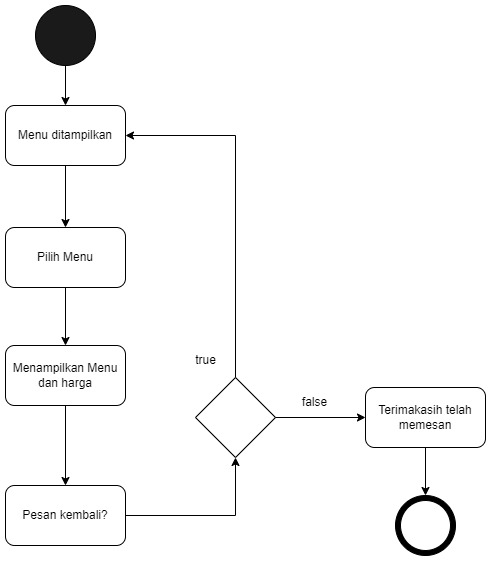 Menu ditampilkan
Pilih Menu
Menampilkan Menu
dan harga
true
false
Terimakasih telah
memesan
Pesan kembali?